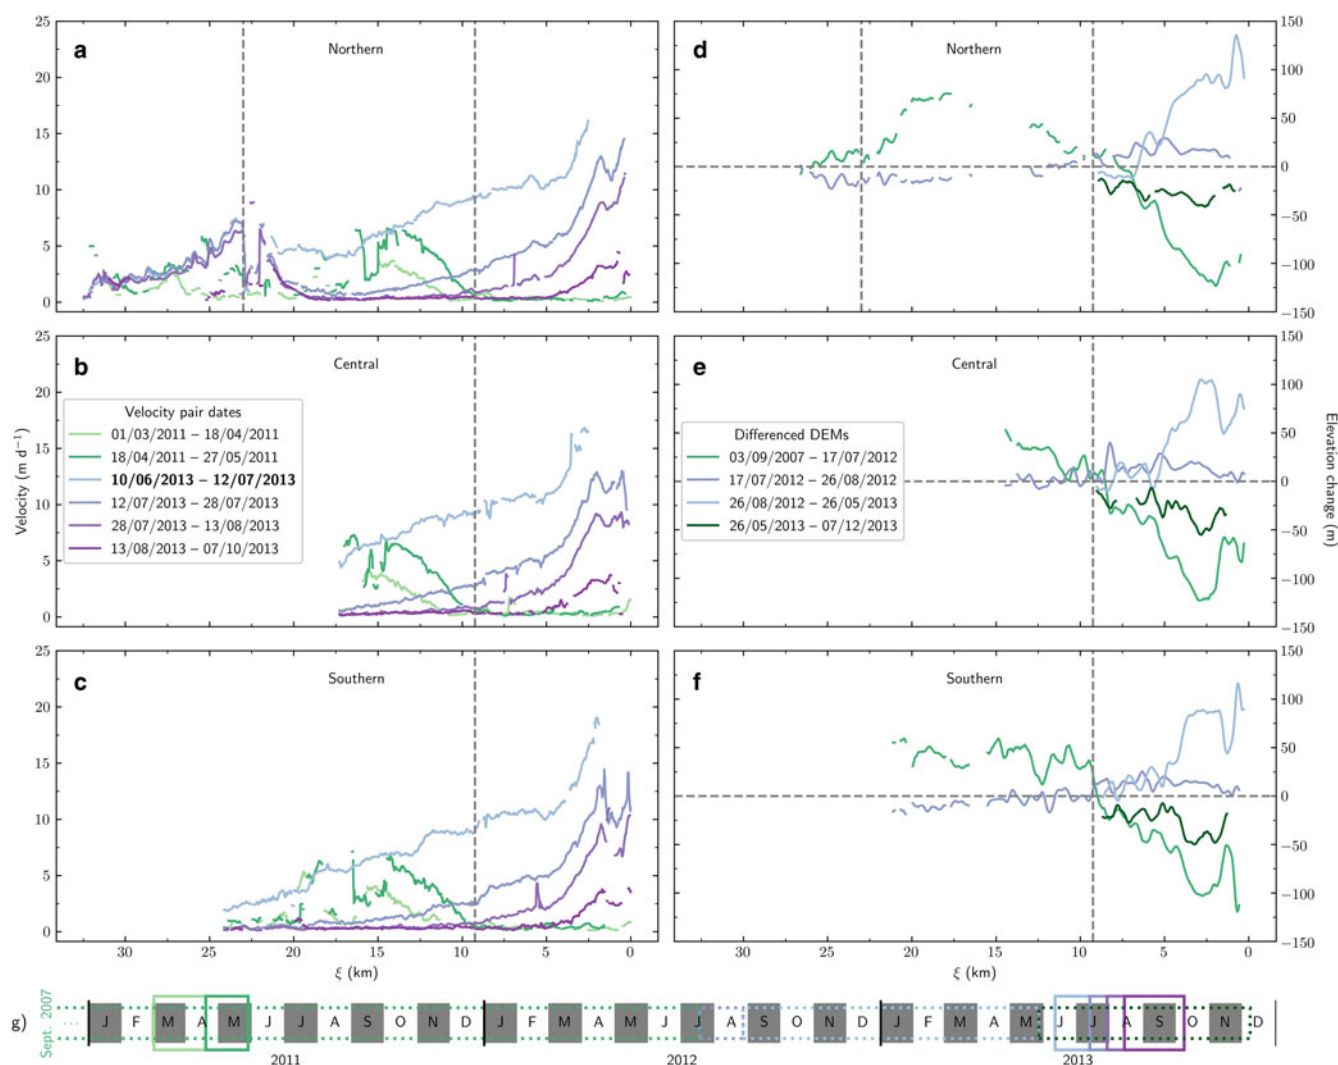 a
Northern
25
20
15
10
5
0
d
Northern
150
100
50
0
−50
−100
−150
b
Central
25
20
15
10
5
0
Velocity (m d⁻¹)
Velocity pair dates
01/03/2011 – 18/04/2011
18/04/2011 – 27/05/2011
10/06/2013 – 12/07/2013
12/07/2013 – 28/07/2013
28/07/2013 – 13/08/2013
13/08/2013 – 07/10/2013
e
Central
Differenced DEMs
03/09/2007 – 17/07/2012
17/07/2012 – 26/08/2012
26/08/2012 – 26/05/2013
26/05/2013 – 07/12/2013
150
100
50
0
−50
−100
−150
Elevation change (m)
c
Southern
25
20
15
10
5
0
30 25 20 15 10 5 0
ξ (km)
f
Southern
150
100
50
0
−50
−100
−150
30 25 20 15 10 5 0
ξ (km)
g)
Sept. 2007
...
J F M A M J J A S O N D J F M A M J J A S O N D J F M A M J J A S O N D
2011 2012 2013